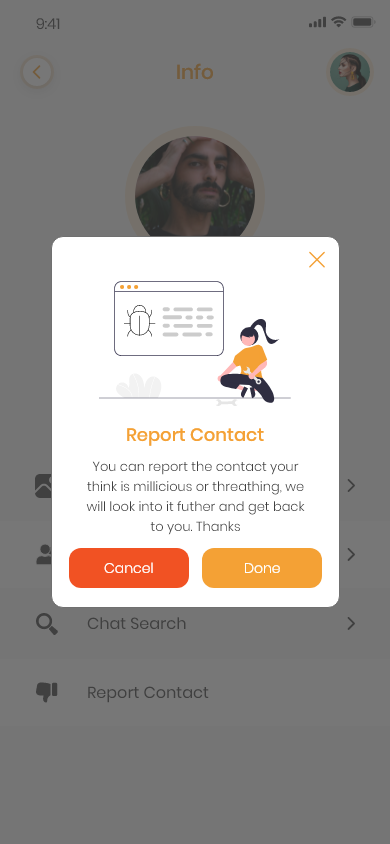 9:41
Info
Report Contact
You can report the contact your
think is millicious or threathing, we
will look into it futher and get back
to you. Thanks
Cancel
Done
Chat Search
Report Contact